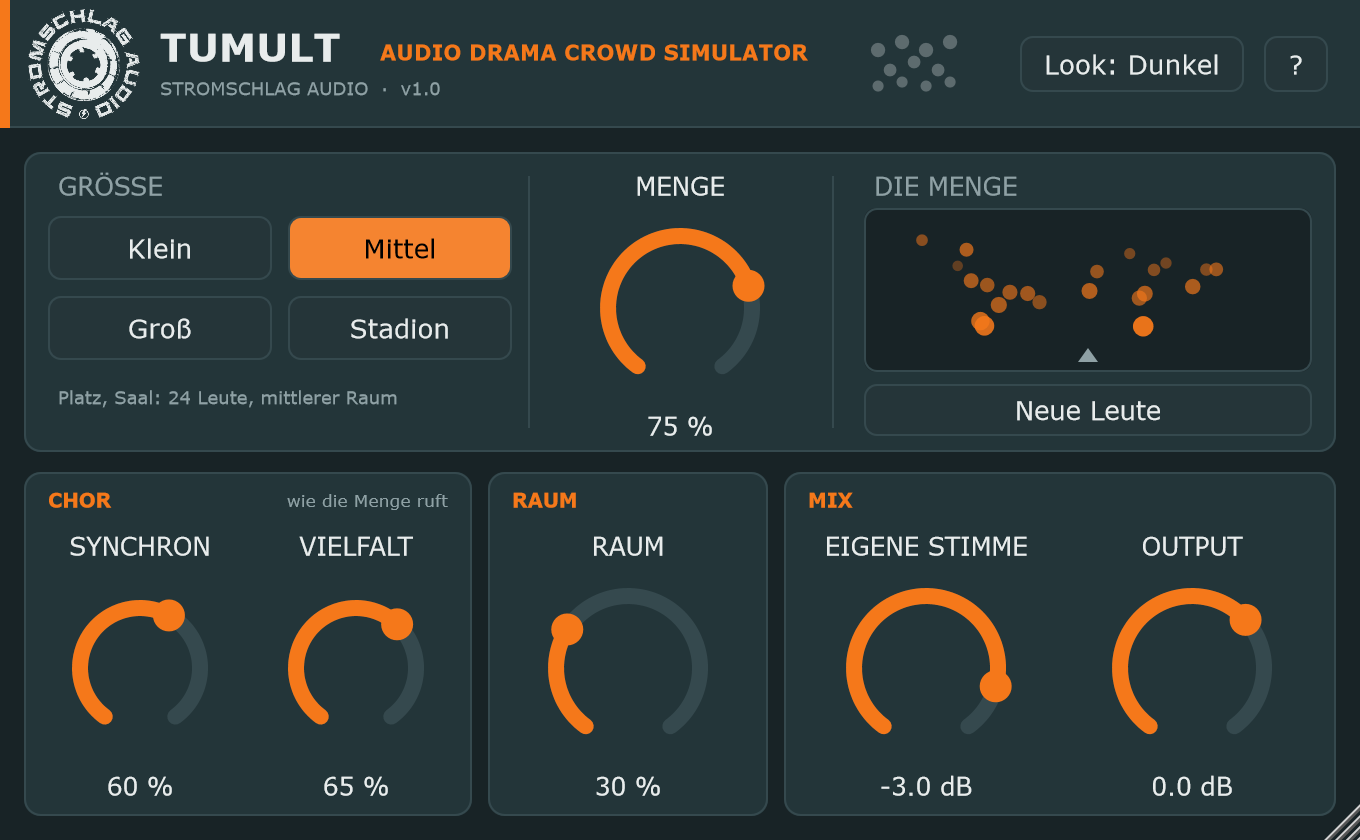 STROMSCHLAG AUDIO
TUMULT
AUDIO DRAMA CROWD SIMULATOR
STROMSCHLAG AUDIO · v1.0
Look: Dunkel
?
GRÖSSE
Klein
Mittel
Groß
Stadion
Platz, Saal: 24 Leute, mittlerer Raum
MENGE
75 %
DIE MENGE
Neue Leute
CHOR
wie die Menge ruft
SYNCHRON
VIELFALT
60 %
65 %
RAUM
RAUM
30 %
MIX
EIGENE STIMME
OUTPUT
-3.0 dB
0.0 dB